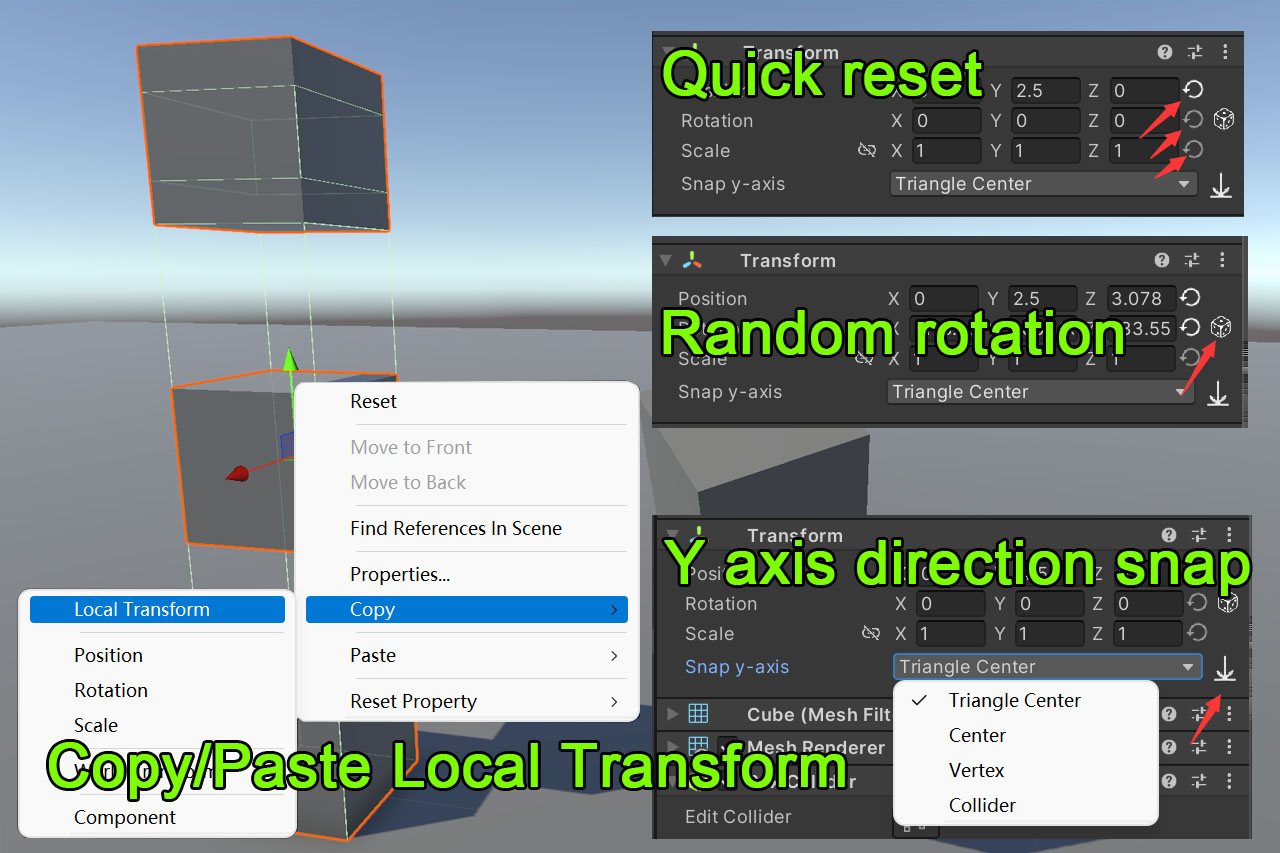 Transform
Quick reset
X
Y 2.5 Z 0
Rotation X 0 Y 0 Z 0
Scale X 1 Y 1 Z 1
Snap y-axis Triangle Center
Transform
Position X 0 Y 2.5 Z 3.078
Random rotation
33.55
Scale X 1 Y 1 Z 1
Snap y-axis Triangle Center
Reset
Move to Front
Move to Back
Find References In Scene
Properties...
Copy
Paste
Reset Property
Local Transform
Position
Rotation
Scale
Component
Copy/Paste Local Transform
Transform
Y axis direction snap
Rotation X 0 Y 0 Z 0
Scale X 1 Y 1 Z 1
Snap y-axis Triangle Center
Triangle Center
Center
Vertex
Collider
Cube (Mesh Filt
Mesh Renderer
Edit Collider